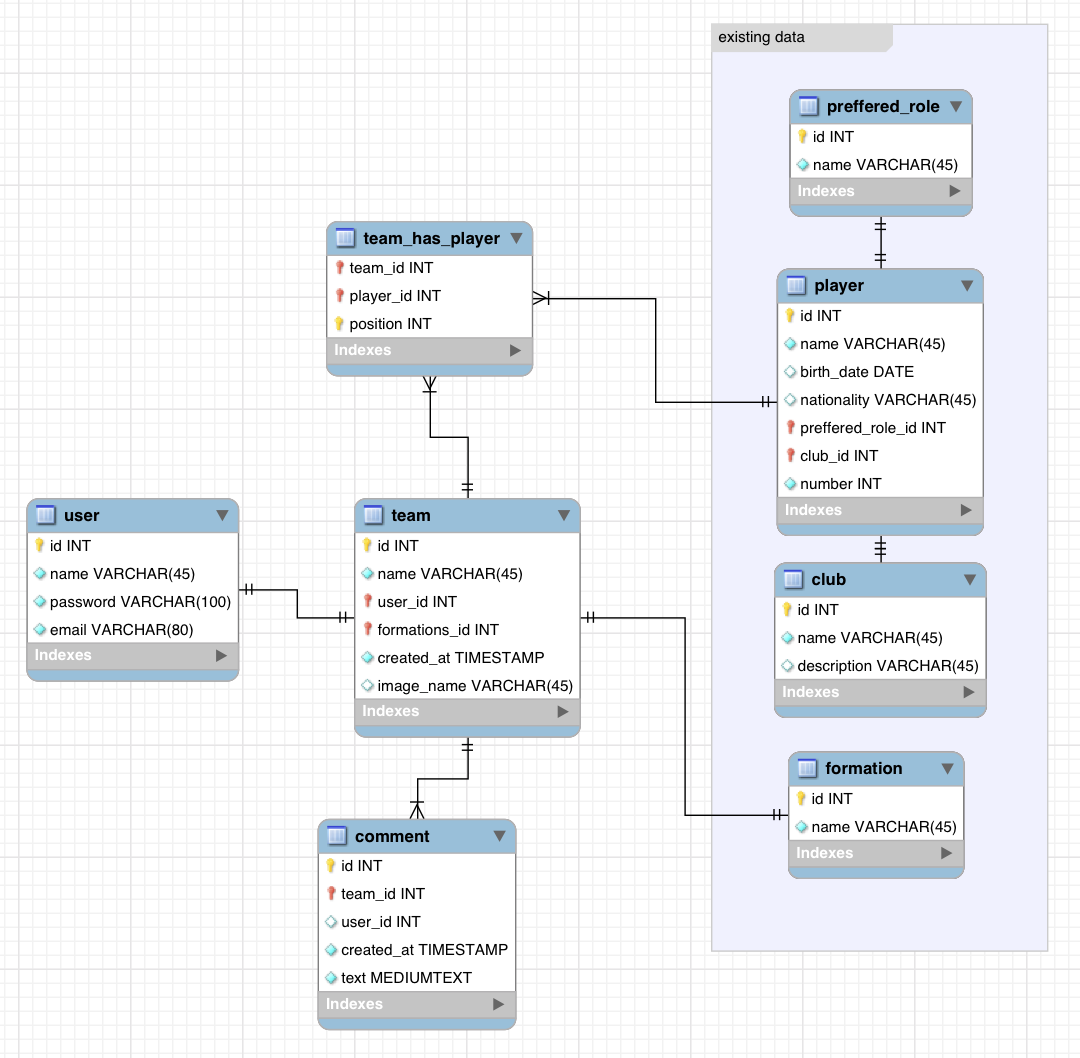 existing data
preffered_role
id INT
name VARCHAR(45)
Indexes
team_has_player
team_id INT
player_id INT
position INT
Indexes
player
id INT
name VARCHAR(45)
birth_date DATE
nationality VARCHAR(45)
preffered_role_id INT
club_id INT
number INT
Indexes
user
id INT
name VARCHAR(45)
password VARCHAR(100)
email VARCHAR(80)
Indexes
team
id INT
name VARCHAR(45)
user_id INT
formations_id INT
created_at TIMESTAMP
image_name VARCHAR(45)
Indexes
club
id INT
name VARCHAR(45)
description VARCHAR(45)
Indexes
formation
id INT
name VARCHAR(45)
Indexes
comment
id INT
team_id INT
user_id INT
created_at TIMESTAMP
text MEDIUMTEXT
Indexes